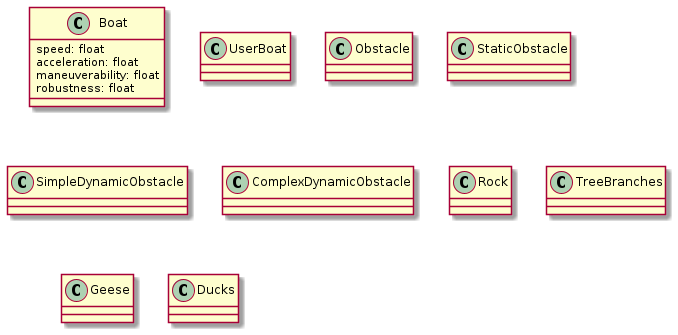 C Boat
speed: float
acceleration: float
maneuverability: float
robustness: float
C UserBoat
C Obstacle
C StaticObstacle
C SimpleDynamicObstacle
C ComplexDynamicObstacle
C Rock
C TreeBranches
C Geese
C Ducks